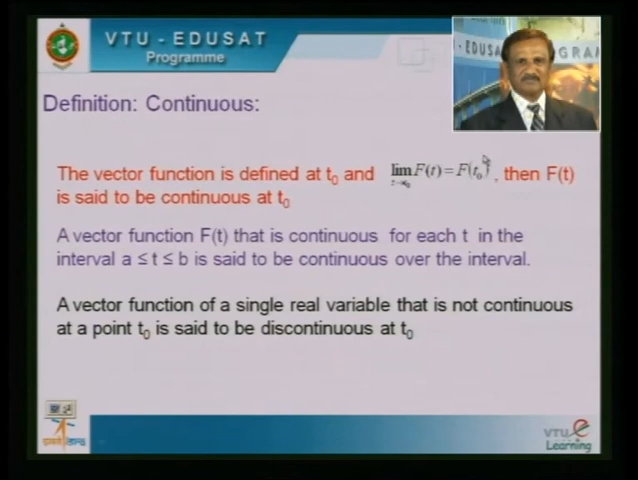 VTU - EDUSAT
Programme
- EDUSA
GRA
Definition: Continuous:
The vector function is defined at t₀ and lim F(t) = F(t₀), then F(t)
t→t₀
is said to be continuous at t₀
A vector function F(t) that is continuous for each t in the
interval a ≤ t ≤ b is said to be continuous over the interval.
A vector function of a single real variable that is not continuous
at a point t₀ is said to be discontinuous at t₀
VTU e
Learning